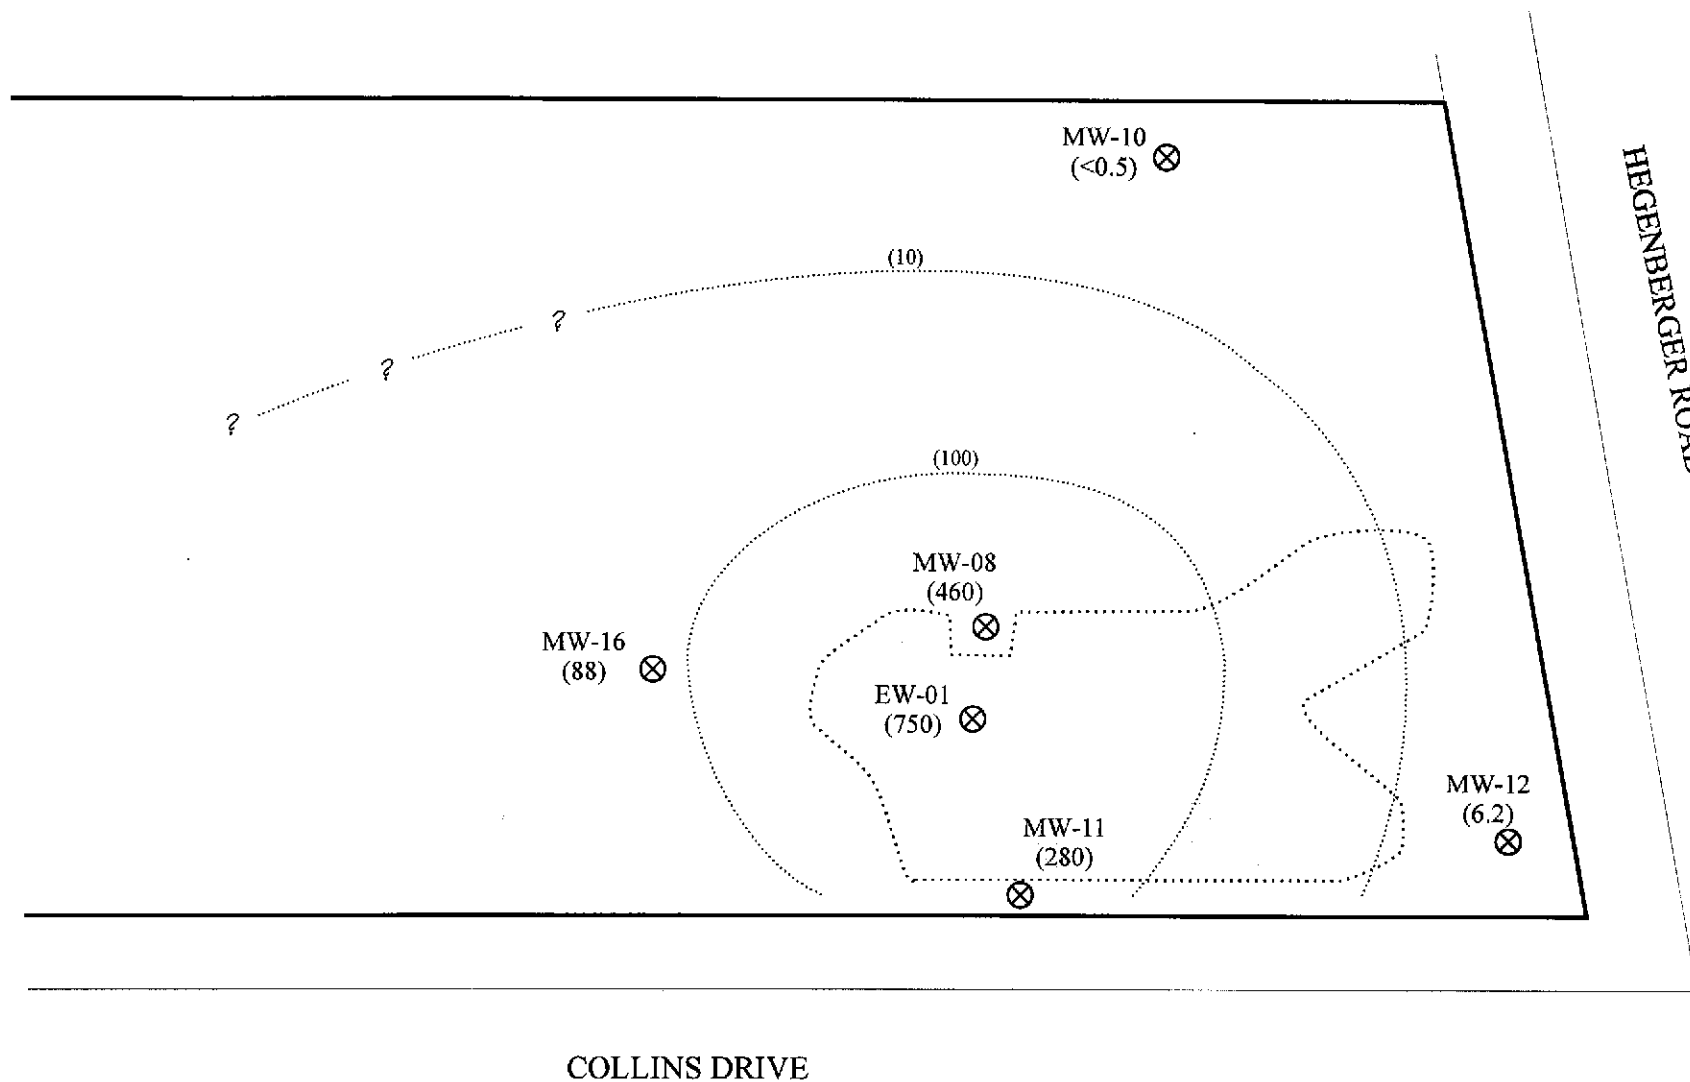 MW-10
(<0.5)
HEGENBERGER ROAD
(10)
?
?
?
(100)
MW-08
(460)
MW-16
(88)
EW-01
(750)
MW-12
(6.2)
MW-11
(280)
COLLINS DRIVE